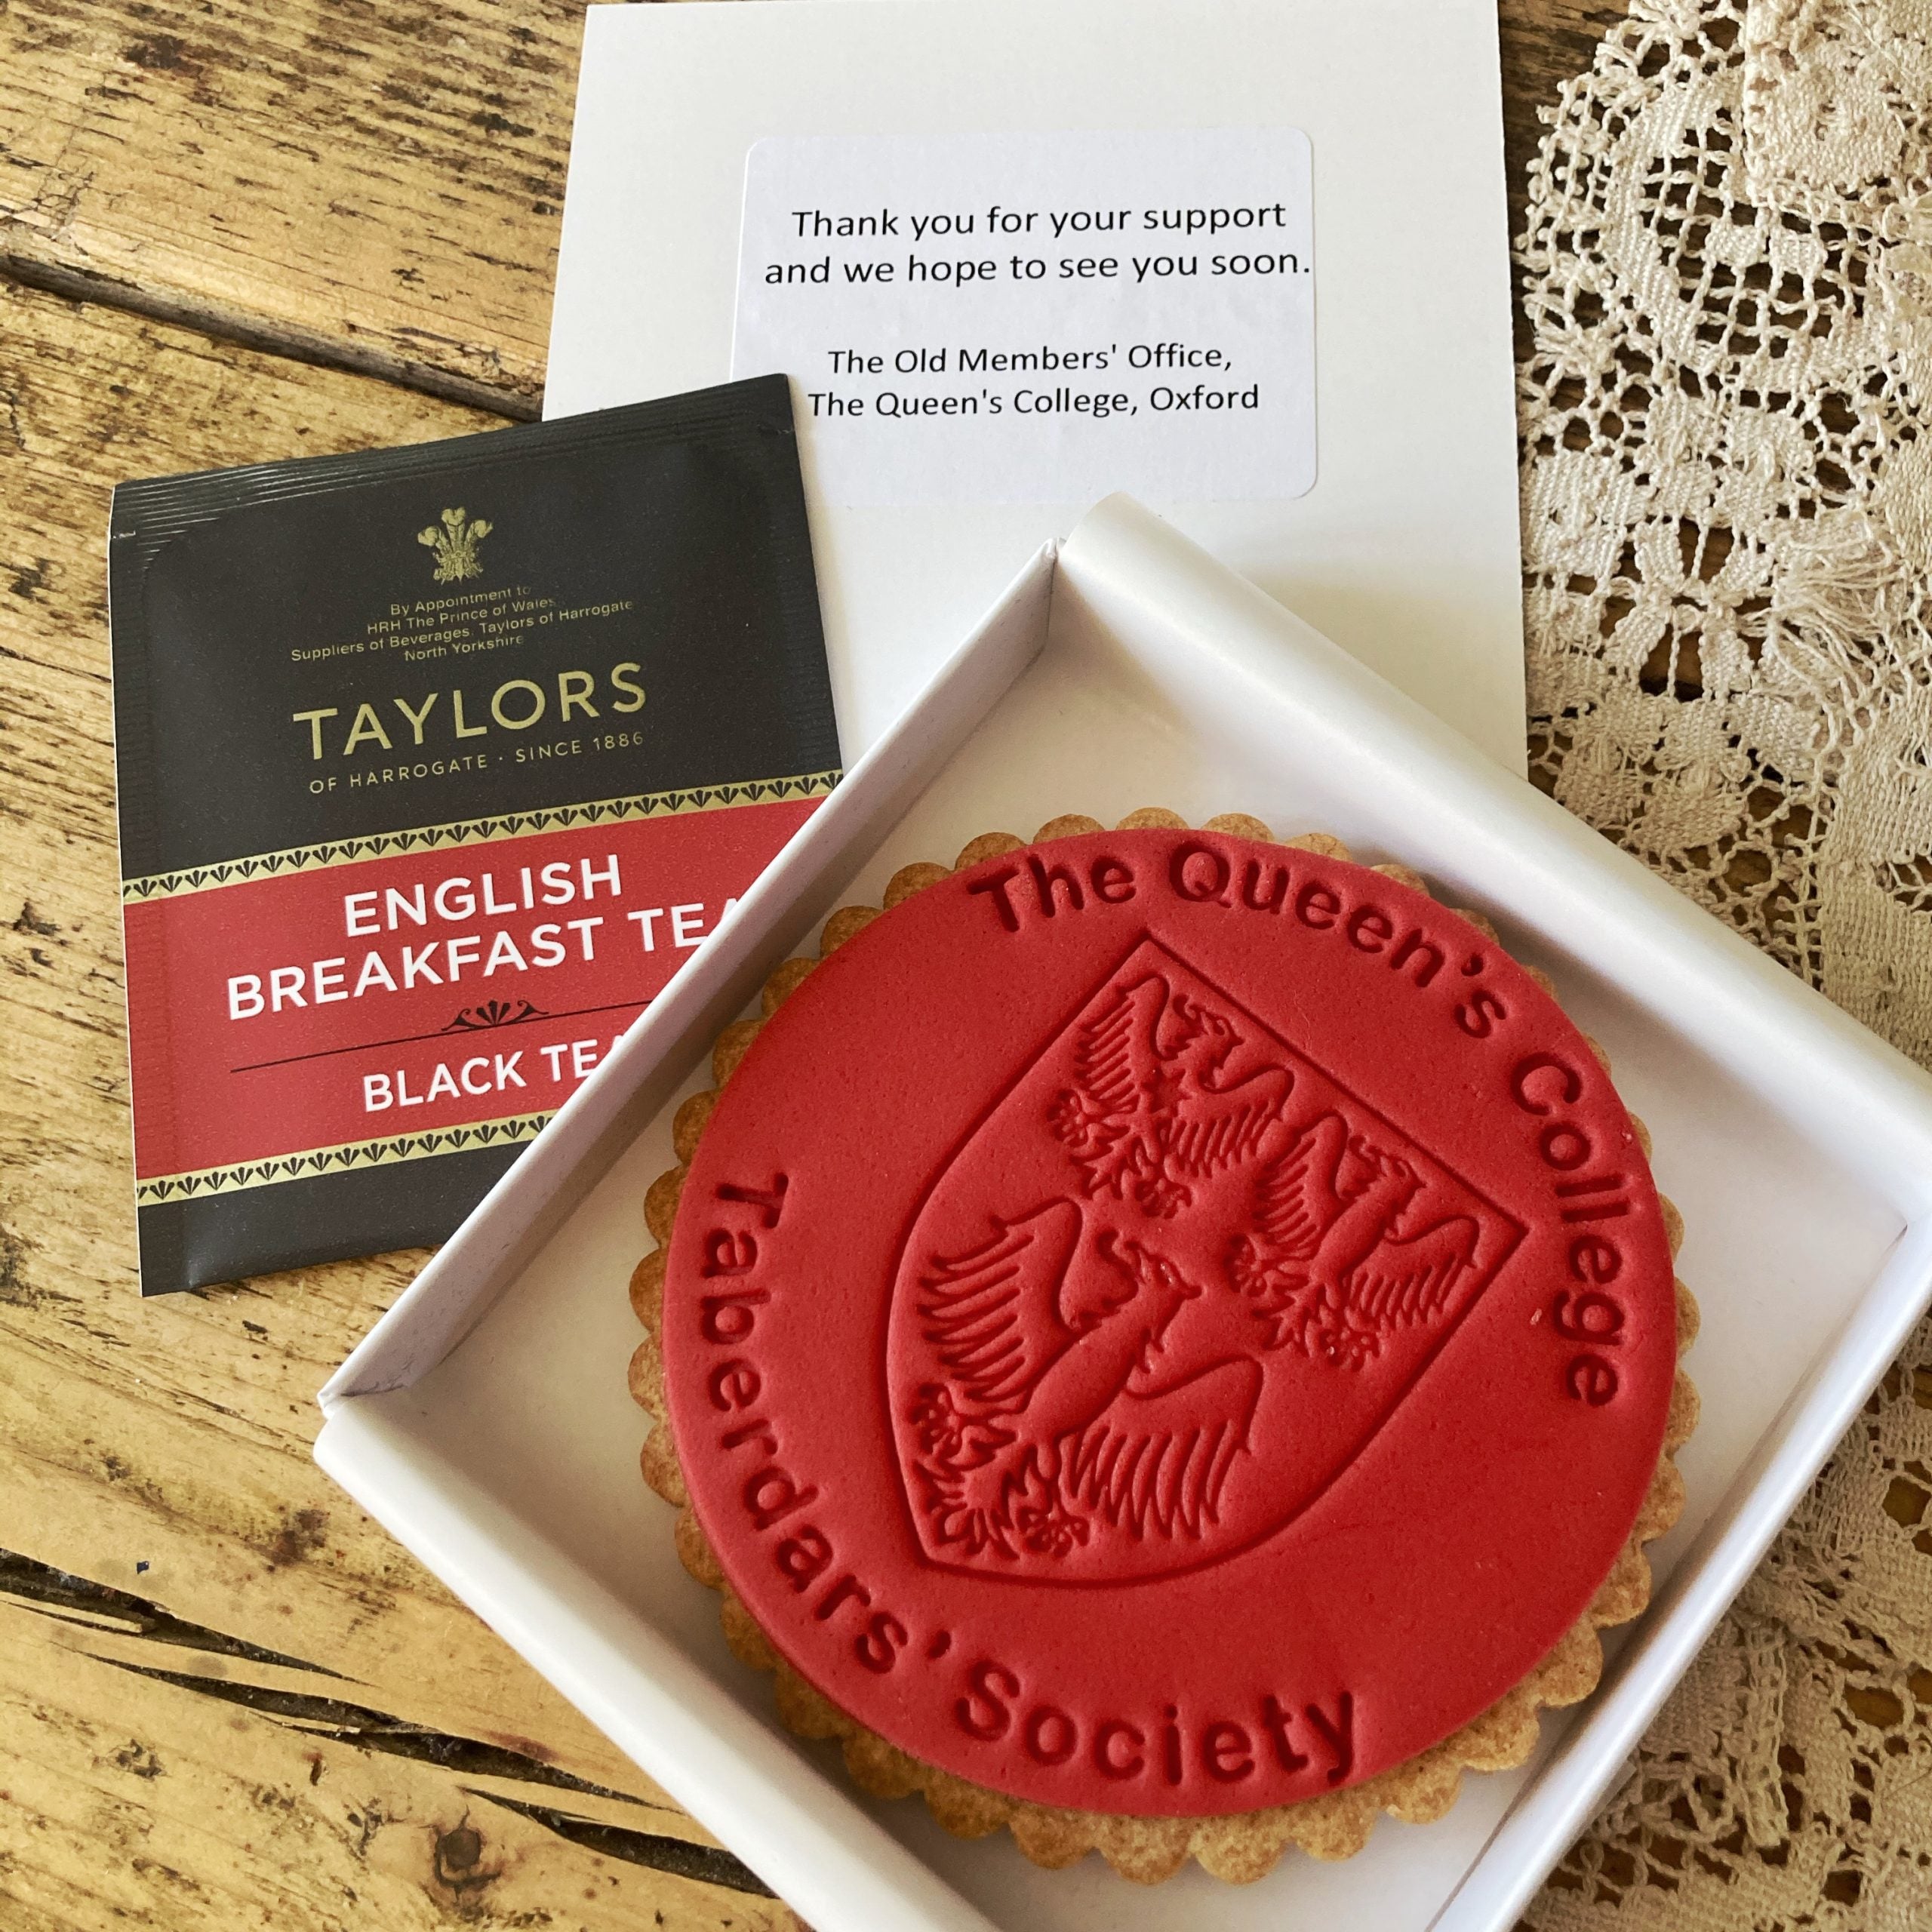 Thank you for your support
and we hope to see you soon.
The Old Members' Office,
The Queen's College, Oxford
By Appointment to
HRH The Prince of Wales
Suppliers of Beverages, Taylors of Harrogate
North Yorkshire
TAYLORS
OF HARROGATE · SINCE 1886
ENGLISH
BREAKFAST TEA
BLACK TEA
The Queen's College
Taberdars' Society